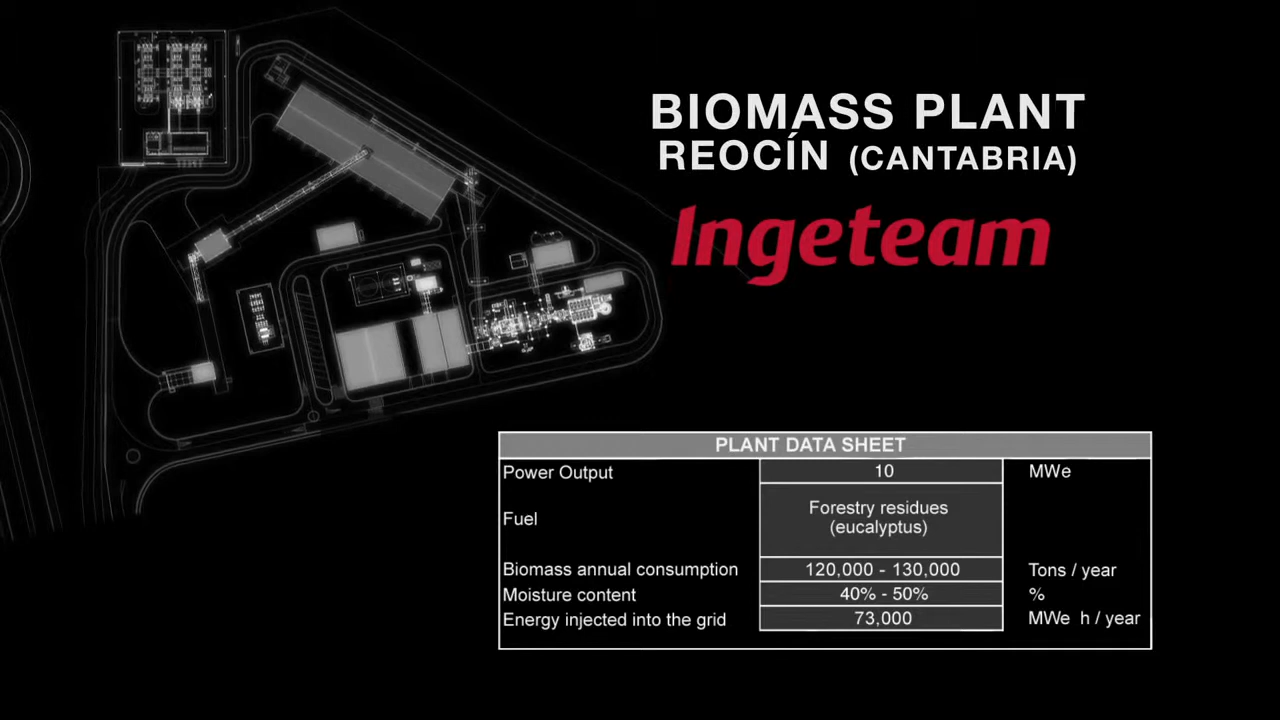 BIOMASS PLANT
REOCÍN (CANTABRIA)
Ingeteam
PLANT DATA SHEET
Power Output 10 MWe
Fuel Forestry residues
(eucalyptus)
Biomass annual consumption 120,000 - 130,000 Tons / year
Moisture content 40% - 50% %
Energy injected into the grid 73,000 MWe h / year